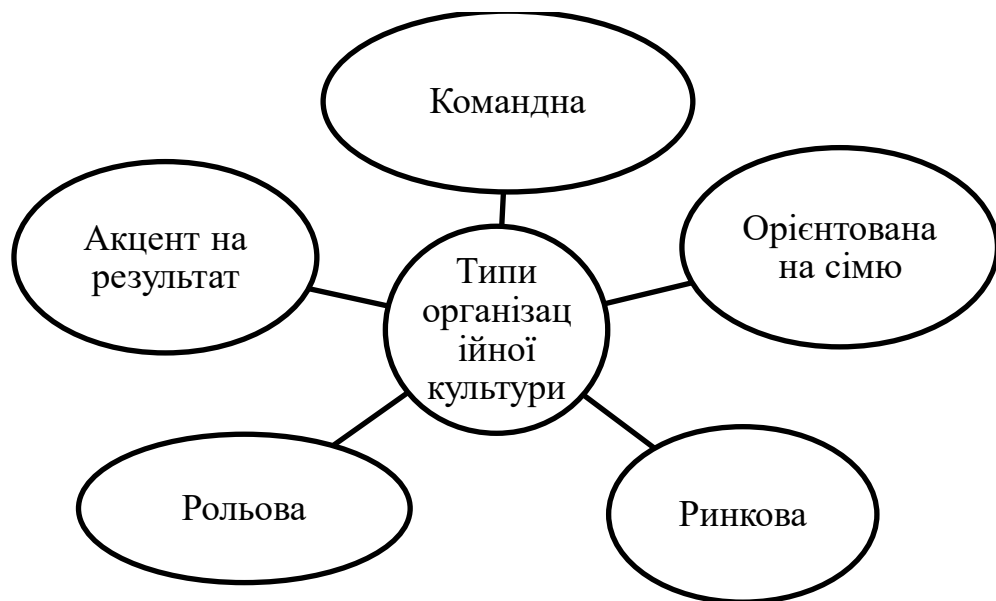 Командна
Акцент на
результат
Орієнтована
на сімю
Типи
організац
ійної
культури
Рольова
Ринкова